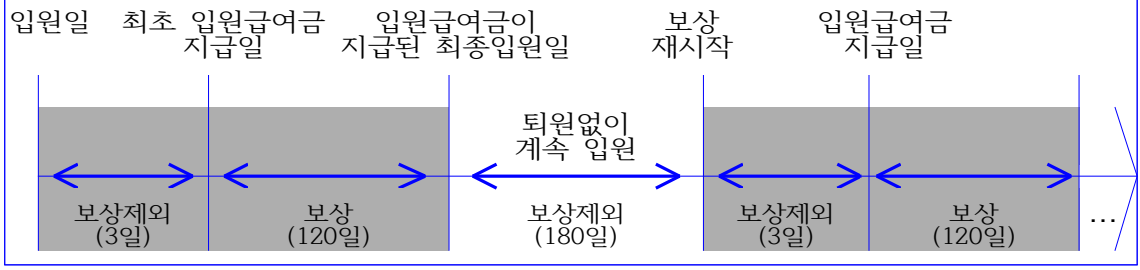 입원일 최초 입원급여금 입원급여금이 보상 입원급여금
지급일 지급된 최종입원일 재시작 지급일
퇴원없이
계속 입원
보상제외 보상 보상제외 보상제외 보상 ...
(3일) (120일) (180일) (3일) (120일)